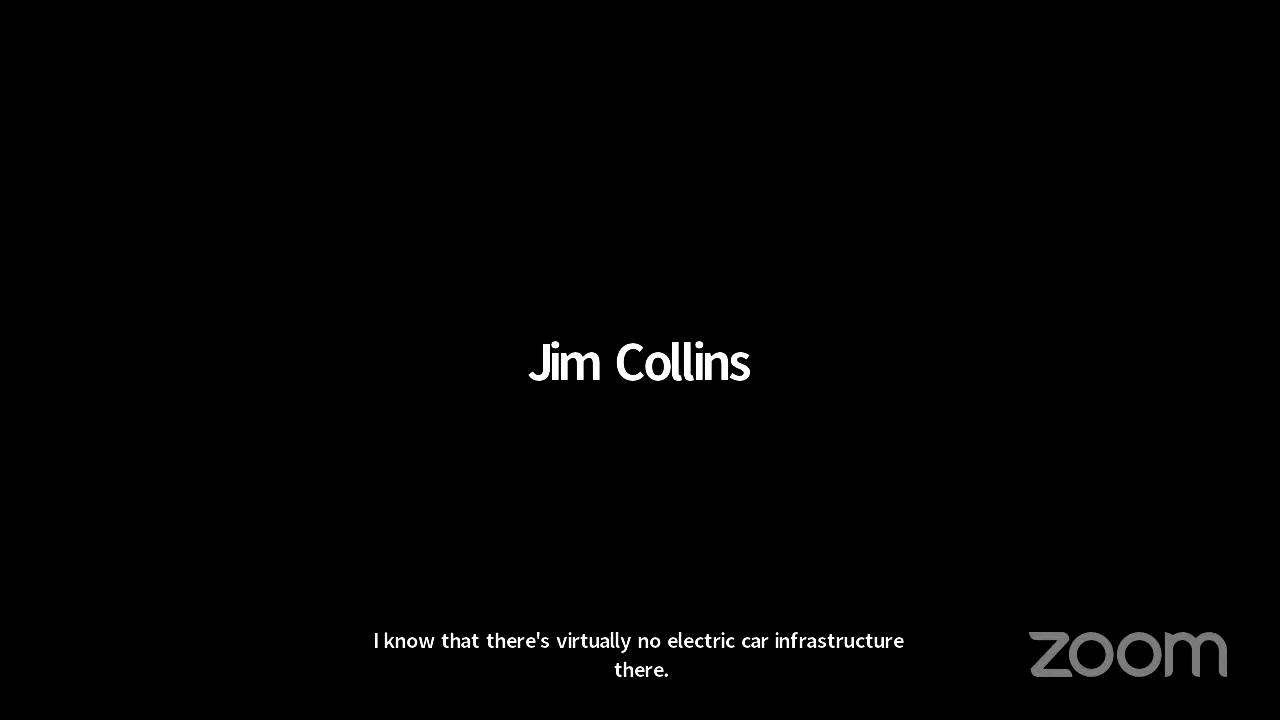 Jim Collins
I know that there's virtually no electric car infrastructure
there.
zoom